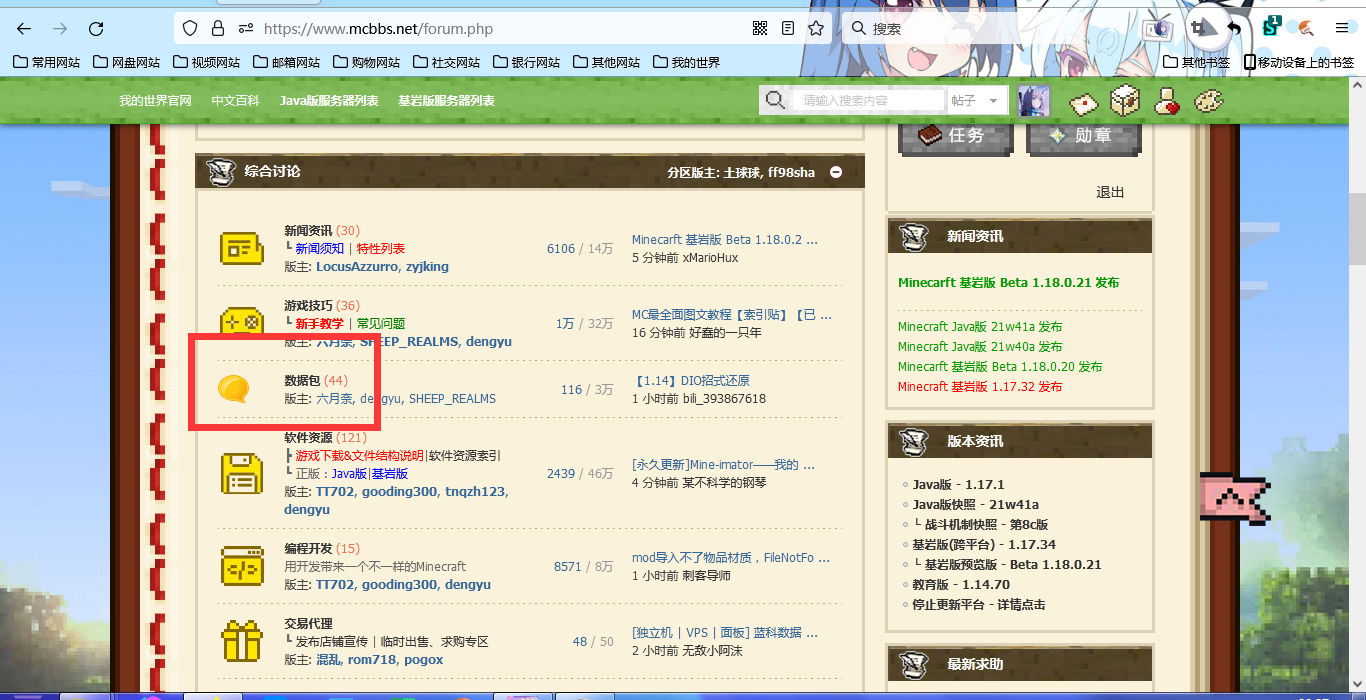 https://www.mcbbs.net/forum.php
搜索
常用网站 网盘网站 视频网站 邮箱网站 购物网站 社交网站 银行网站 其他网站 我的世界 其他书签 移动设备上的书签
我的世界官网 中文百科 Java版服务器列表 基岩版服务器列表
请输入搜索内容 帖子
任务 勋章
退出
综合讨论 分区版主: 土球球, ff98sha
新闻资讯 (30)
┗ 新闻须知 | 特性列表
版主: LocusAzzurro, zyjking
6106 / 14万
Minecarft 基岩版 Beta 1.18.0.2 ...
5 分钟前 xMarioHux
游戏技巧 (36)
┗ 新手教学 | 常见问题
版主: 六月奈, SHEEP_REALMS, dengyu
1万 / 32万
MC最全面图文教程【索引贴】【已 ...
16 分钟前 好蠢的一只年
数据包 (44)
版主: 六月奈, dengyu, SHEEP_REALMS
116 / 3万
【1.14】DIO招式还原
1 小时前 bili_393867618
软件资源 (121)
┣ 游戏下载&文件结构说明|软件资源索引
┗ 正版：Java版|基岩版
版主: TT702, gooding300, tnqzh123,
dengyu
2439 / 46万
[永久更新]Mine-imator——我的 ...
4 分钟前 某不科学的钢琴
编程开发 (15)
用开发带来一个不一样的Minecraft
版主: TT702, gooding300, dengyu
8571 / 8万
mod导入不了物品材质，FileNotFo ...
1 小时前 刺客导师
交易代理
┗ 发布店铺宣传 | 临时出售、求购专区
版主: 混乱, rom718, pogox
48 / 50
[独立机 | VPS | 面板] 蓝科数据 ...
2 小时前 无敌小阿沫
新闻资讯
Minecarft 基岩版 Beta 1.18.0.21 发布
Minecraft Java版 21w41a 发布
Minecraft Java版 21w40a 发布
Minecarft 基岩版 Beta 1.18.0.20 发布
Minecraft 基岩版 1.17.32 发布
版本资讯
Java版 - 1.17.1
Java版快照 - 21w41a
┗ 战斗机制快照 - 第8c版
基岩版(跨平台) - 1.17.34
┗ 基岩版预览版 - Beta 1.18.0.21
教育版 - 1.14.70
停止更新平台 - 详情点击
最新求助